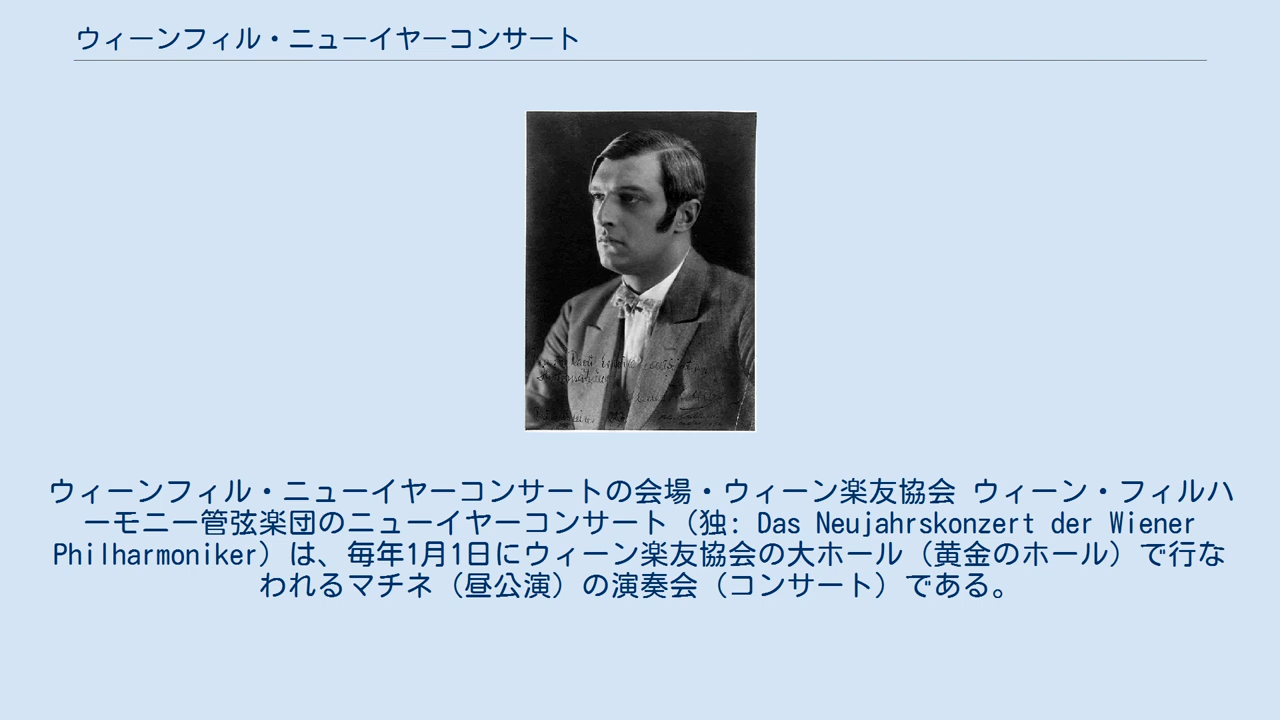 ウィーンフィル・ニューイヤーコンサート
ウィーンフィル・ニューイヤーコンサートの会場・ウィーン楽友協会 ウィーン・フィルハ
ーモニー管弦楽団のニューイヤーコンサート（独: Das Neujahrskonzert der Wiener
Philharmoniker）は、毎年1月1日にウィーン楽友協会の大ホール（黄金のホール）で行な
われるマチネ（昼公演）の演奏会（コンサート）である。